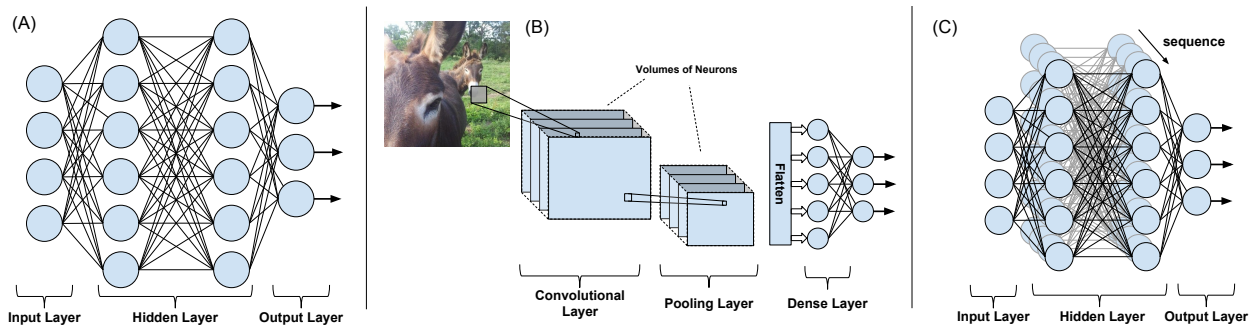 (A)
Input Layer
Hidden Layer
Output Layer
(B)
Volumes of Neurons
Flatten
Convolutional
Layer
Pooling Layer
Dense Layer
(C)
sequence
Input Layer
Hidden Layer
Output Layer